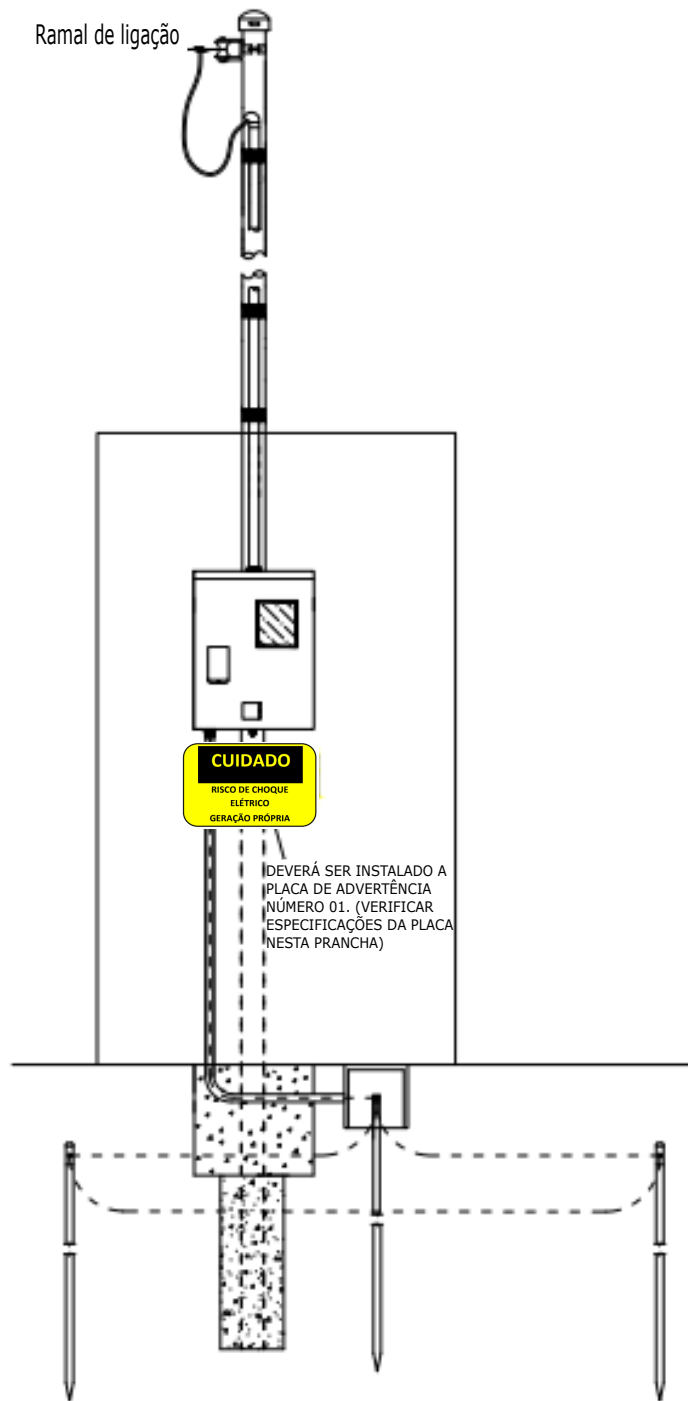 Ramal de ligação
CUIDADO
RISCO DE CHOQUE
ELÉTRICO
GERAÇÃO PRÓPRIA
DEVERÁ SER INSTALADO A
PLACA DE ADVERTÊNCIA
NÚMERO 01. (VERIFICAR
ESPECIFICAÇÕES DA PLACA
NESTA PRANCHA)